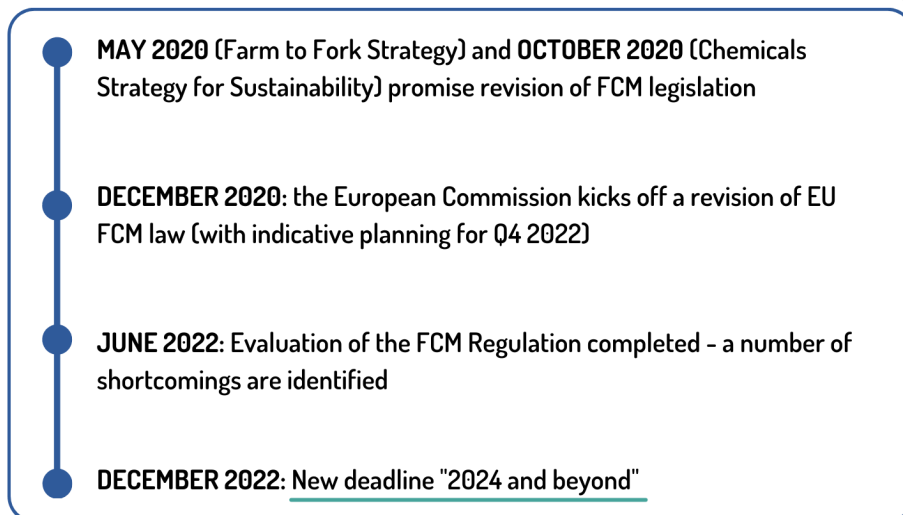 MAY 2020 (Farm to Fork Strategy) and OCTOBER 2020 (Chemicals
Strategy for Sustainability) promise revision of FCM legislation
DECEMBER 2020: the European Commission kicks off a revision of EU
FCM law (with indicative planning for Q4 2022)
JUNE 2022: Evaluation of the FCM Regulation completed - a number of
shortcomings are identified
DECEMBER 2022: New deadline "2024 and beyond"